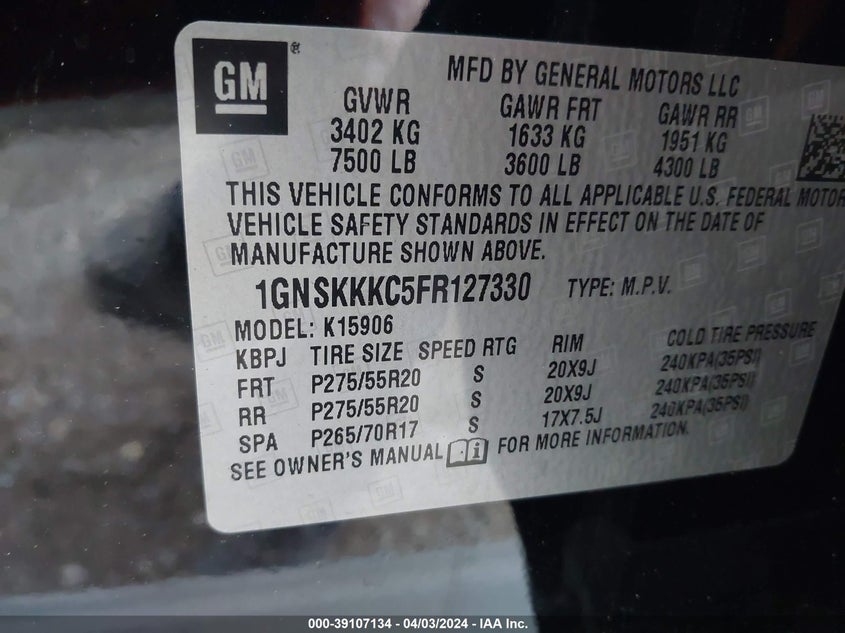 GM ®
MFD BY GENERAL MOTORS LLC
GVWR GAWR FRT GAWR RR
3402 KG 1633 KG 1951 KG
7500 LB 3600 LB 4300 LB
THIS VEHICLE CONFORMS TO ALL APPLICABLE U.S. FEDERAL MOTOR
VEHICLE SAFETY STANDARDS IN EFFECT ON THE DATE OF
MANUFACTURE SHOWN ABOVE.
1GNSKKKC5FR127330 TYPE: M.P.V.
MODEL: K15906
KBPJ TIRE SIZE SPEED RTG RIM COLD TIRE PRESSURE
FRT P275/55R20 S 20X9J 240KPA(35PSI)
RR P275/55R20 S 20X9J 240KPA(35PSI)
SPA P265/70R17 S 17X7.5J 240KPA(35PSI)
SEE OWNER'S MANUAL FOR MORE INFORMATION.
000-39107134 - 04/03/2024 - IAA Inc.